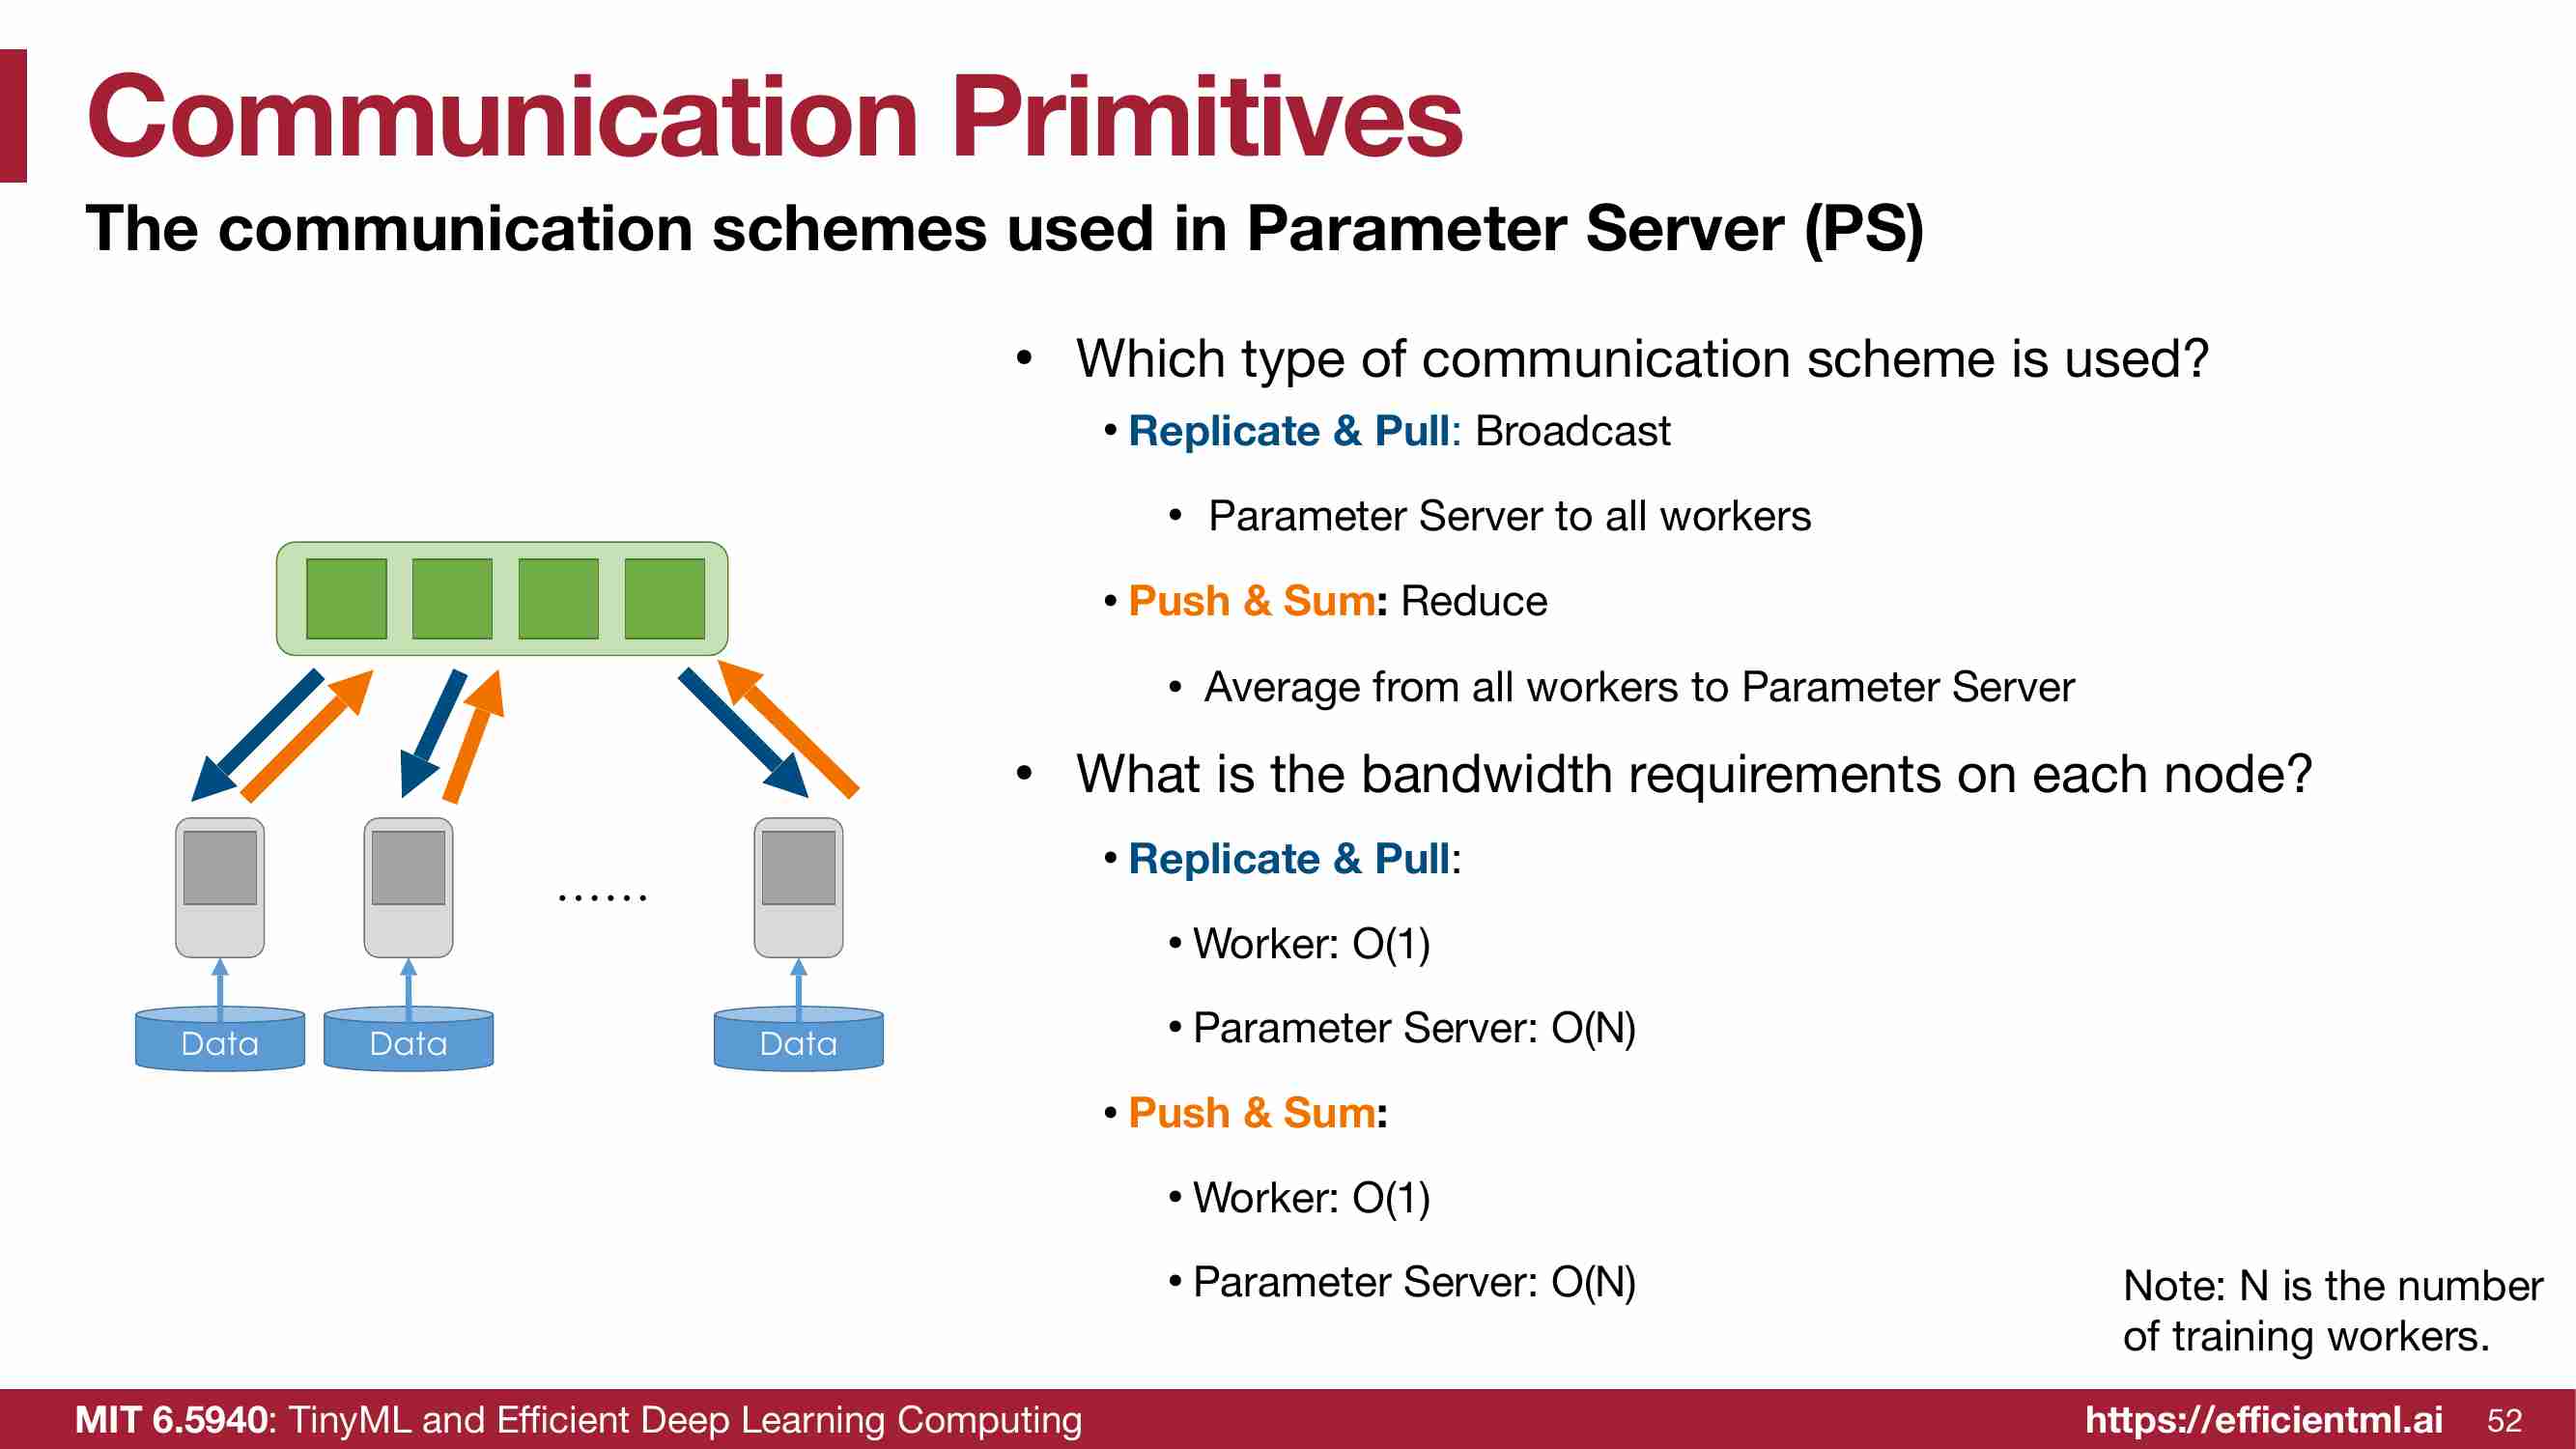 Communication Primitives
The communication schemes used in Parameter Server (PS)
• Which type of communication scheme is used?
• Replicate & Pull: Broadcast
• Parameter Server to all workers
• Push & Sum: Reduce
• Average from all workers to Parameter Server
• What is the bandwidth requirements on each node?
• Replicate & Pull:
• Worker: O(1)
• Parameter Server: O(N)
• Push & Sum:
• Worker: O(1)
• Parameter Server: O(N)
......
Data Data Data
Note: N is the number
of training workers.
MIT 6.5940: TinyML and Efficient Deep Learning Computing
https://efficientml.ai 52